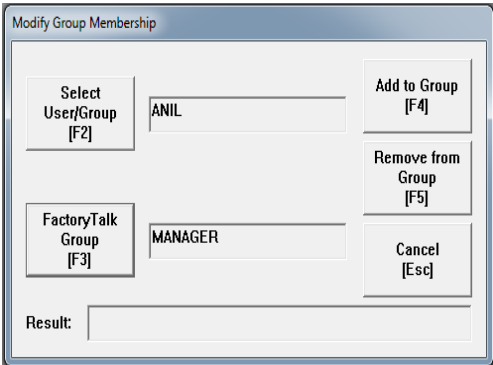 Modify Group Membership
Select
User/Group
[F2]
ANIL
Add to Group
[F4]
Remove from
Group
[F5]
FactoryTalk
Group
[F3]
MANAGER
Cancel
[Esc]
Result: